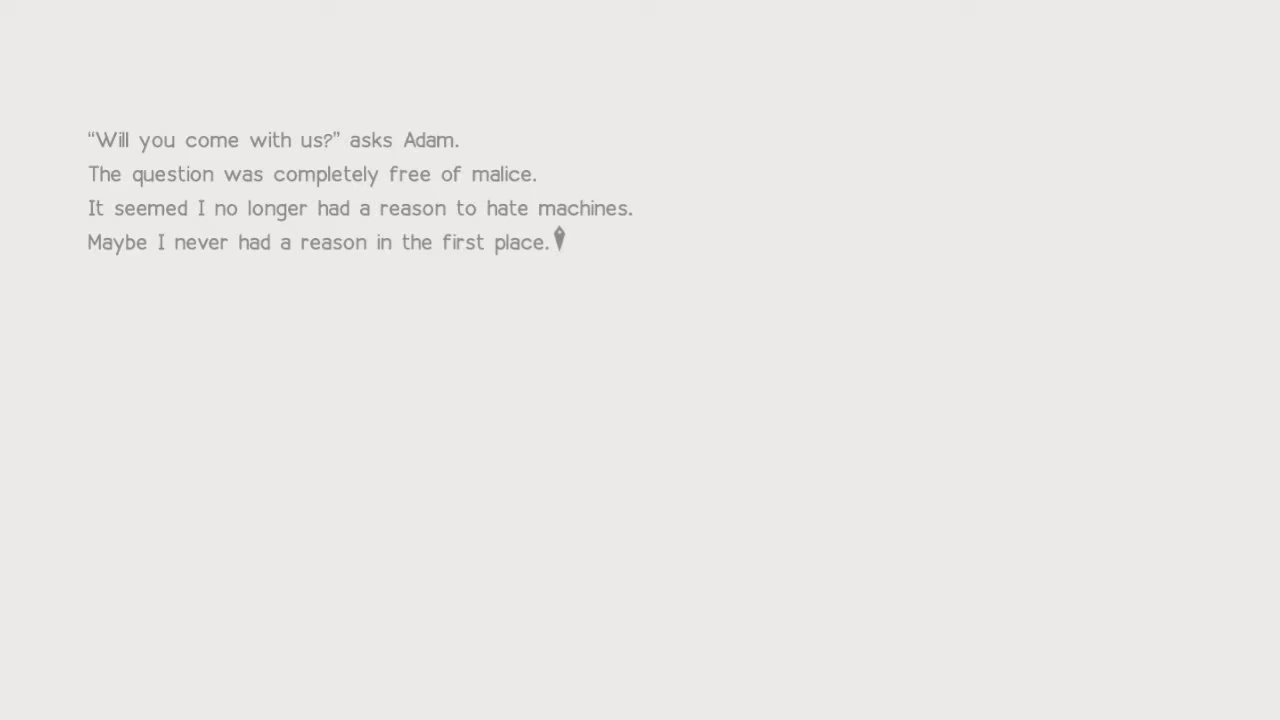 “Will you come with us?” asks Adam.
The question was completely free of malice.
It seemed I no longer had a reason to hate machines.
Maybe I never had a reason in the first place.